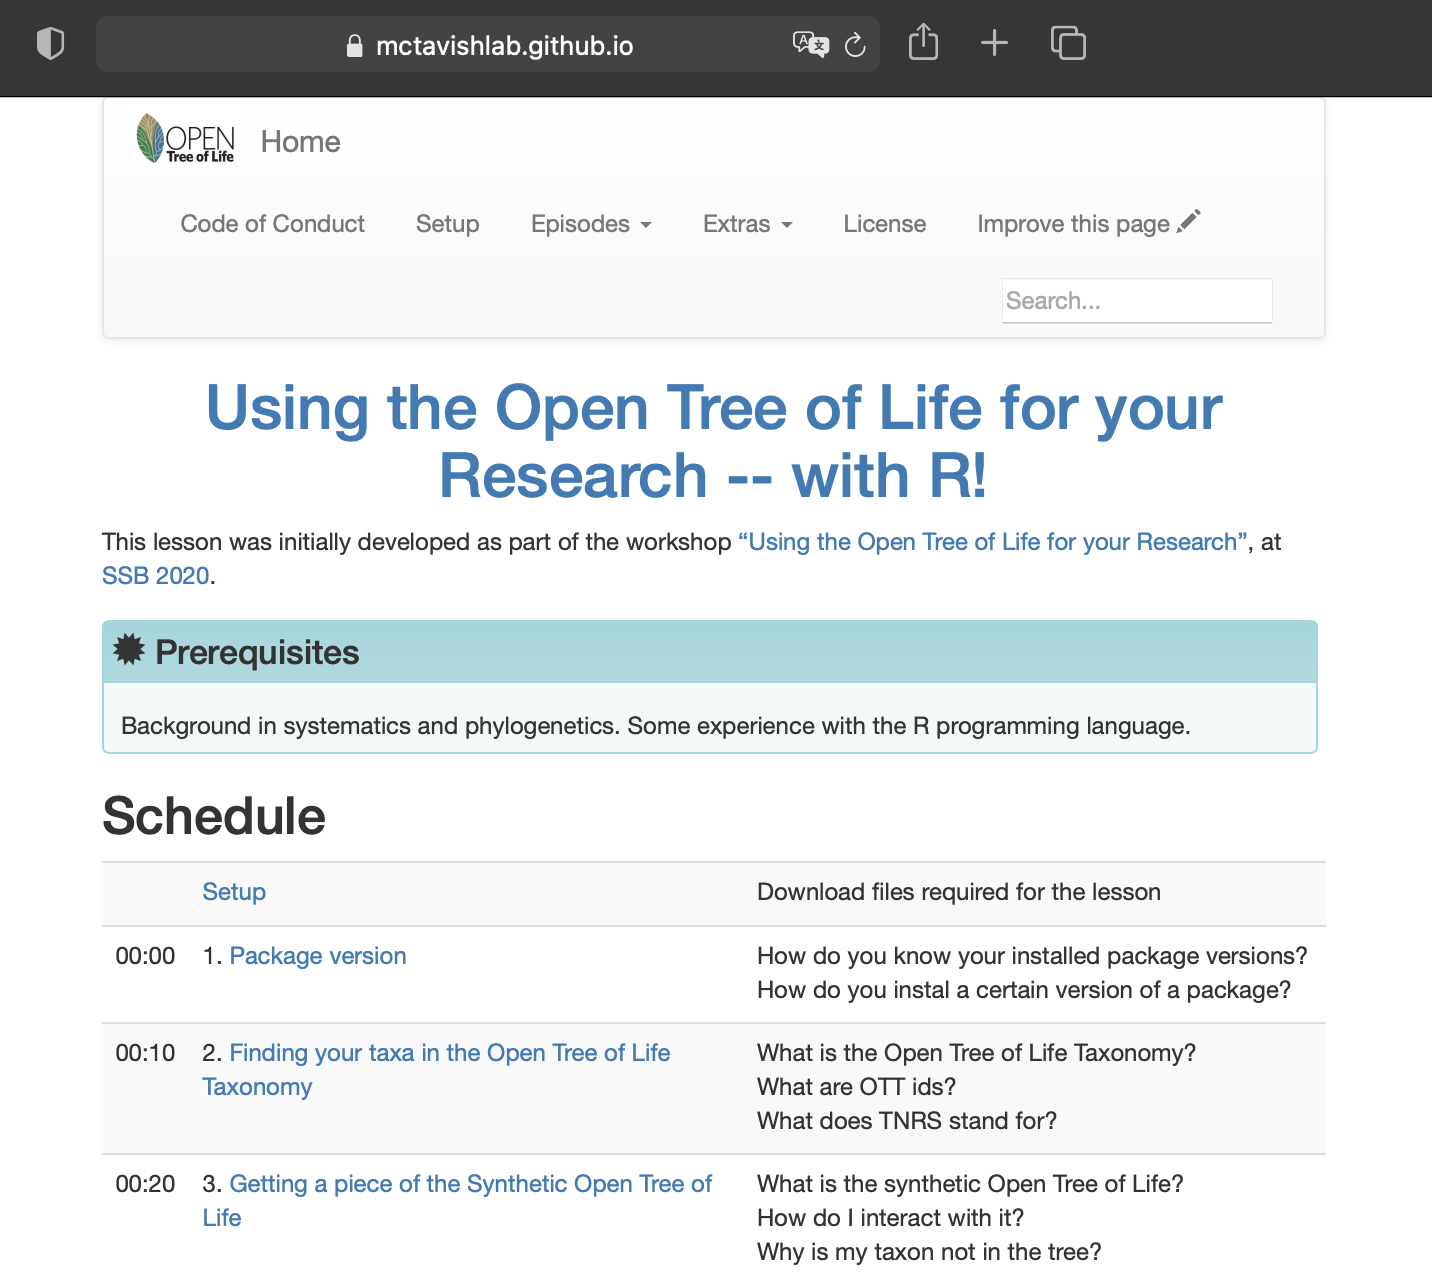 mctavishlab.github.io
OPEN
Tree of Life
Home
Code of Conduct Setup Episodes Extras License Improve this page
Search...
Using the Open Tree of Life for your
Research -- with R!
This lesson was initially developed as part of the workshop “Using the Open Tree of Life for your Research”, at
SSB 2020.
Prerequisites
Background in systematics and phylogenetics. Some experience with the R programming language.
Schedule
Setup Download files required for the lesson
00:00 1. Package version How do you know your installed package versions?
How do you instal a certain version of a package?
00:10 2. Finding your taxa in the Open Tree of Life What is the Open Tree of Life Taxonomy?
Taxonomy What are OTT ids?
What does TNRS stand for?
00:20 3. Getting a piece of the Synthetic Open Tree of What is the synthetic Open Tree of Life?
Life How do I interact with it?
Why is my taxon not in the tree?